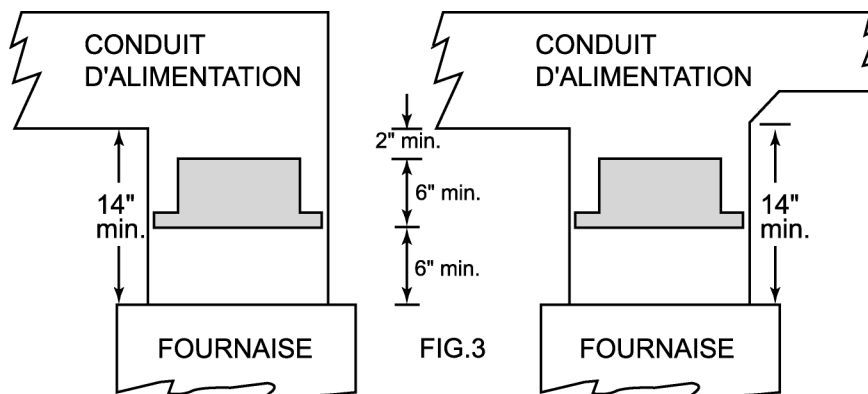 CONDUIT
D'ALIMENTATION
CONDUIT
D'ALIMENTATION
2" min.
14"
min.
6" min.
14"
min.
6" min.
FOURNAISE
FIG.3
FOURNAISE